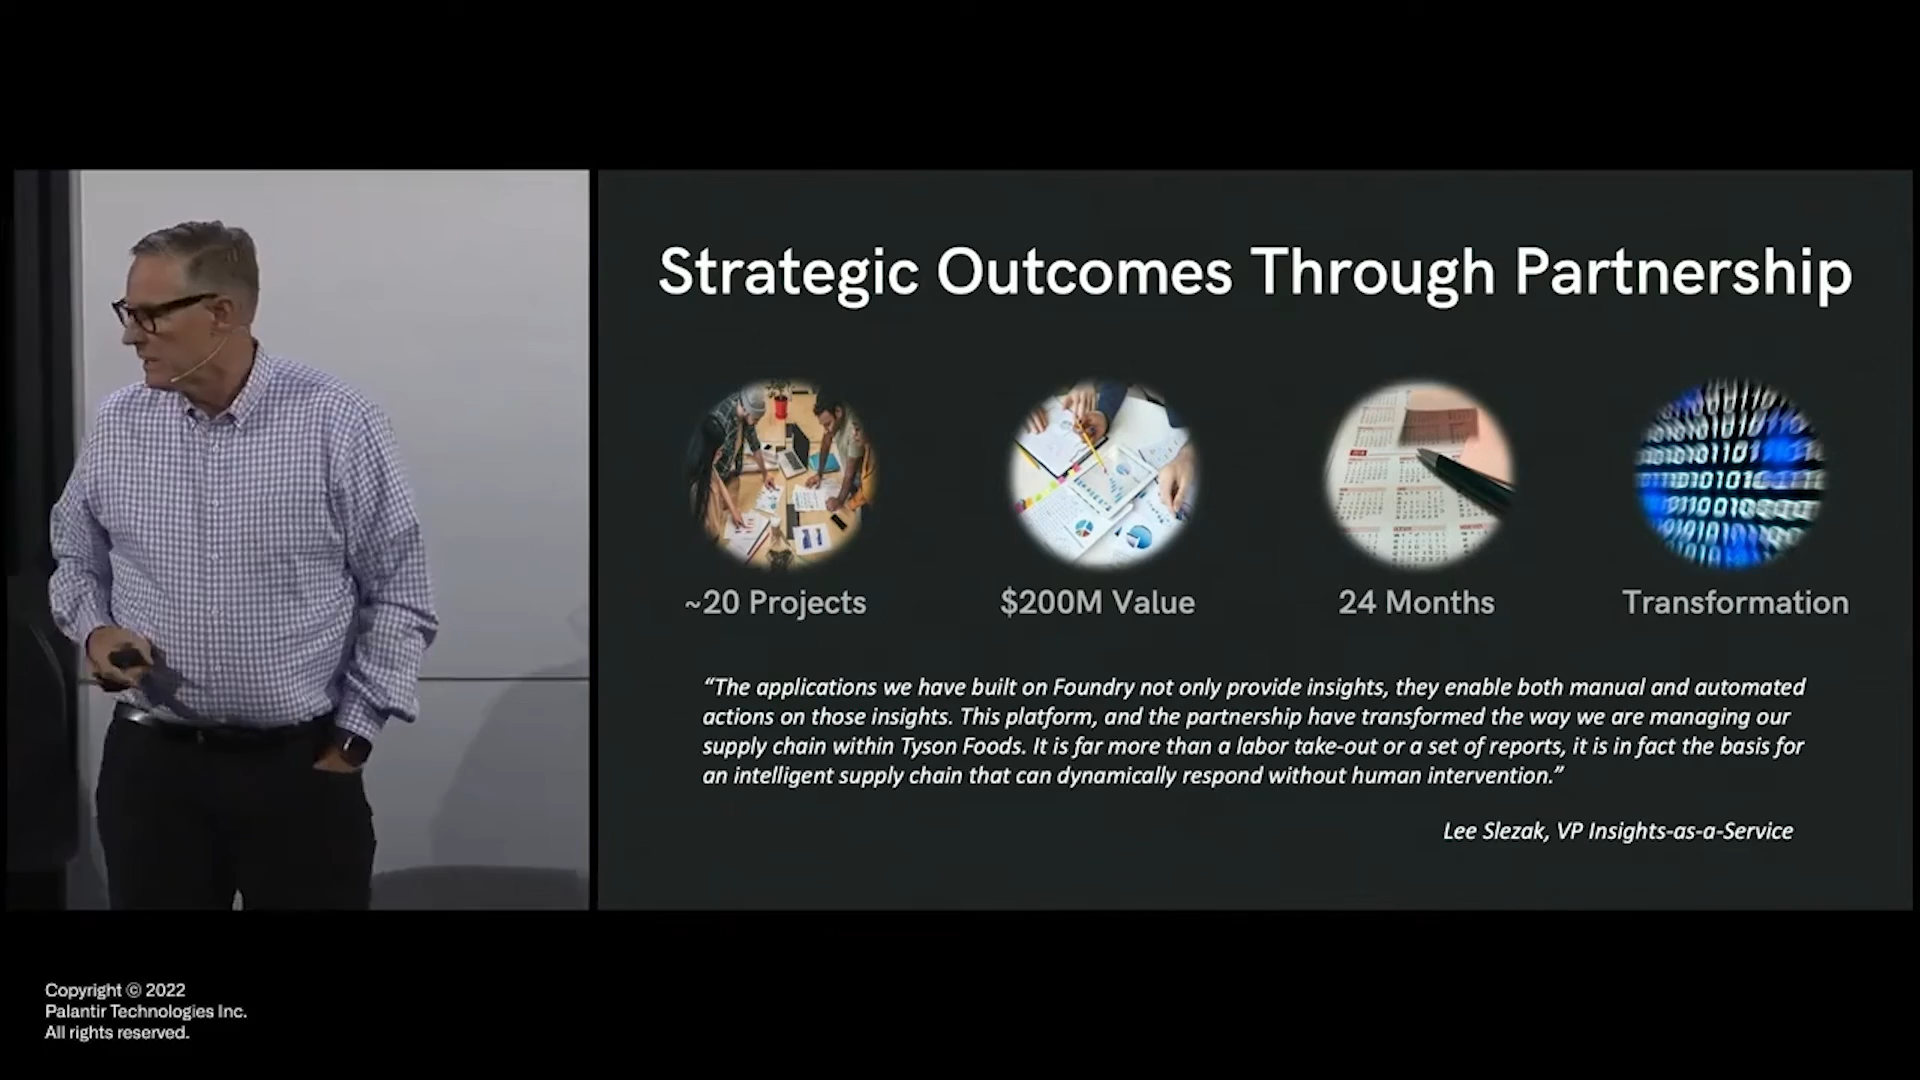 Strategic Outcomes Through Partnership
~20 Projects
$200M Value
24 Months
Transformation
“The applications we have built on Foundry not only provide insights, they enable both manual and automated
actions on those insights. This platform, and the partnership have transformed the way we are managing our
supply chain within Tyson Foods. It is far more than a labor take-out or a set of reports, it is in fact the basis for
an intelligent supply chain that can dynamically respond without human intervention.”
Lee Slezak, VP Insights-as-a-Service
Copyright © 2022
Palantir Technologies Inc.
All rights reserved.